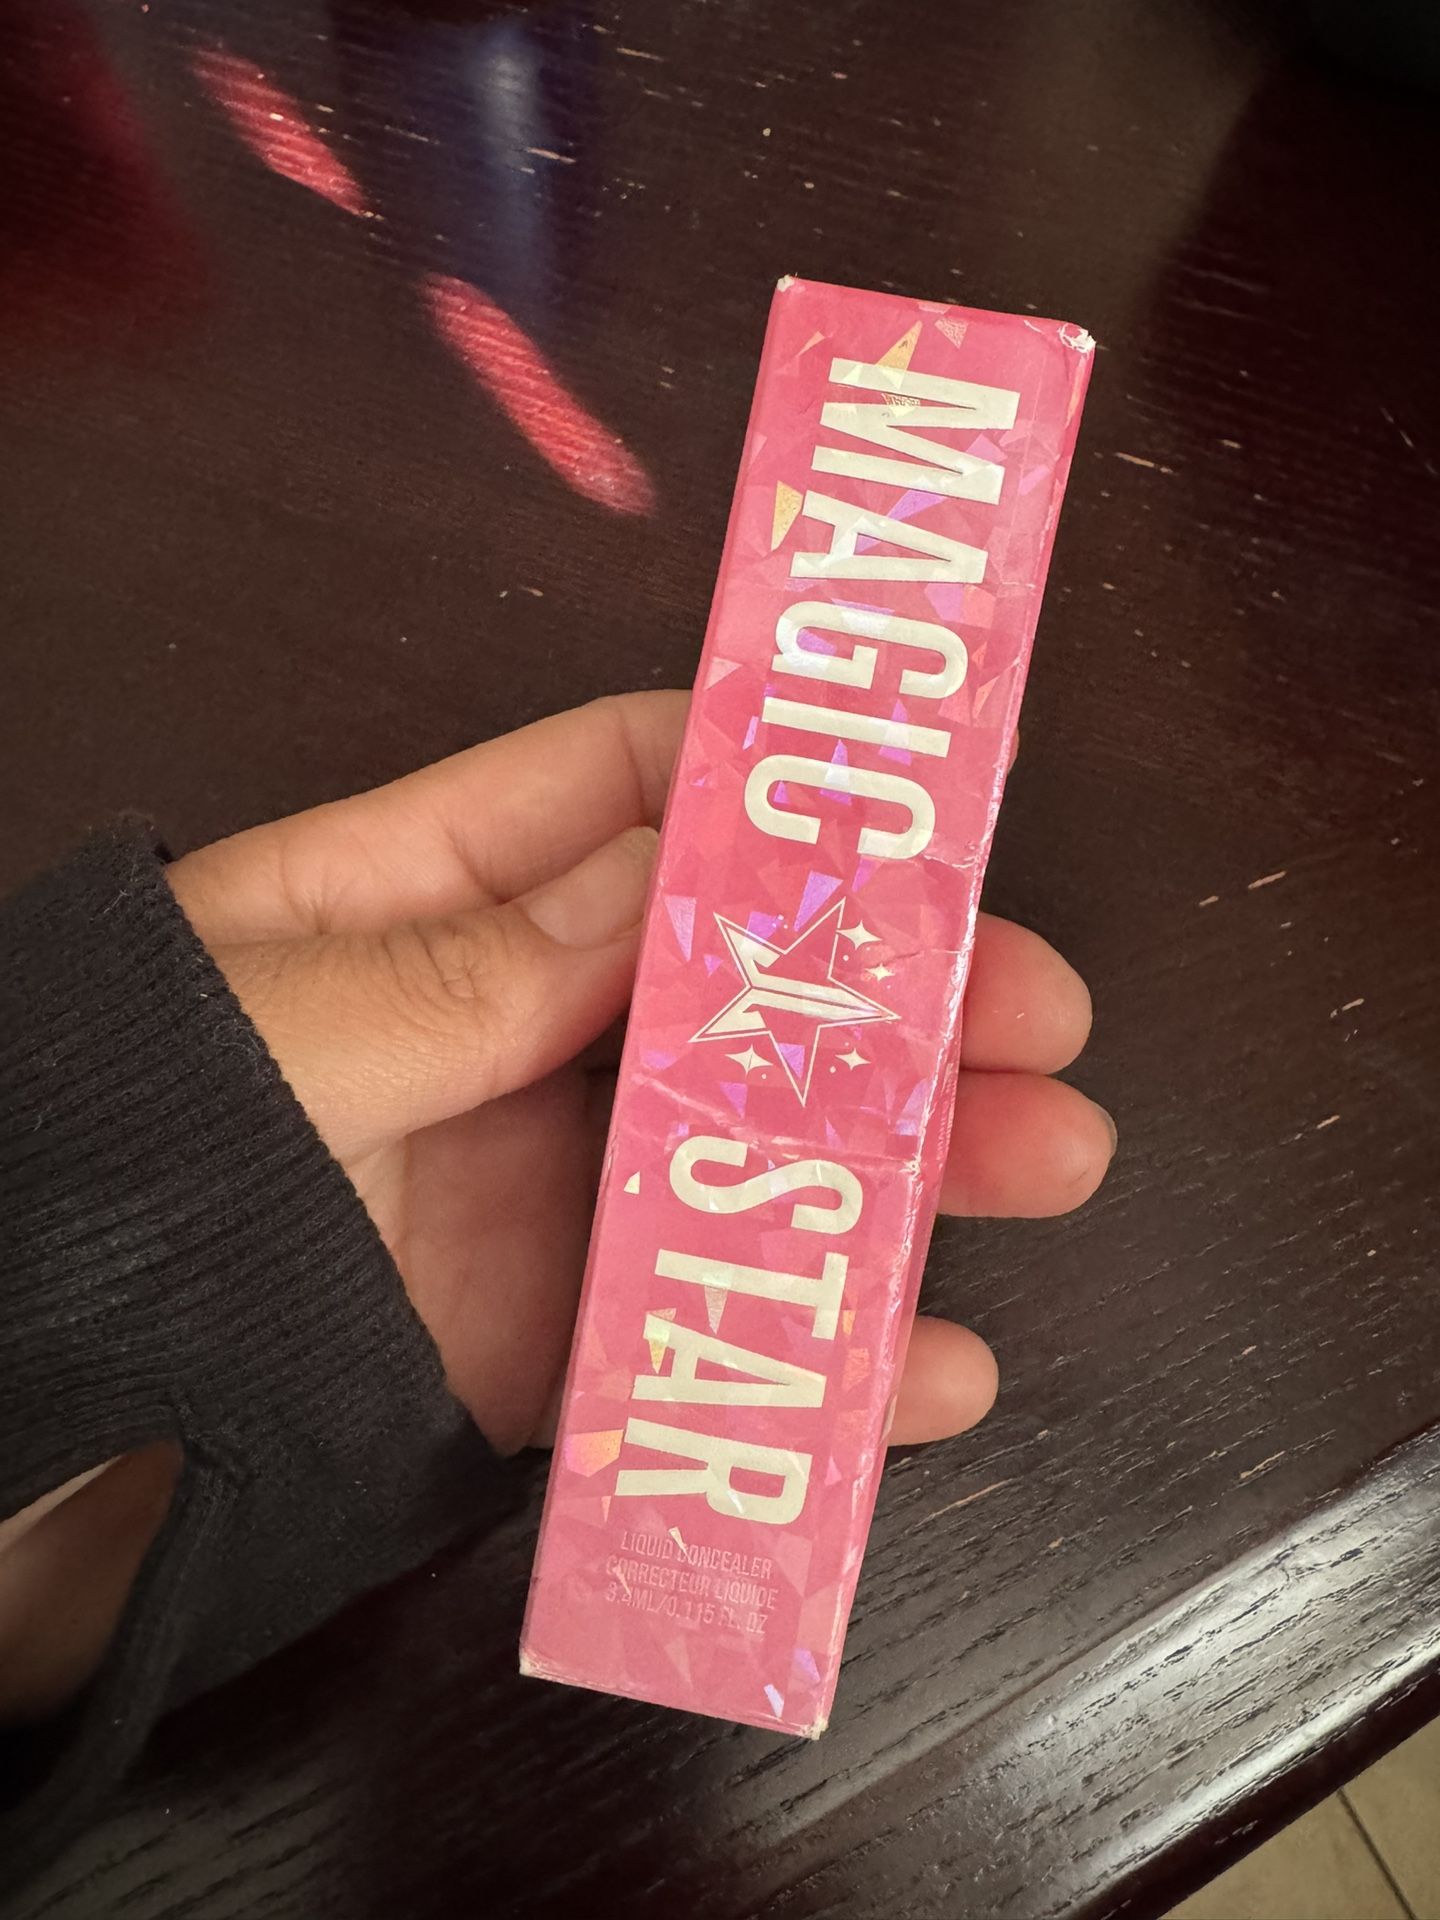 MAGIC STAR
LIQUID CONCEALER
CORRECTEUR LIQUIDE
3.4ML/0.115 FL. OZ